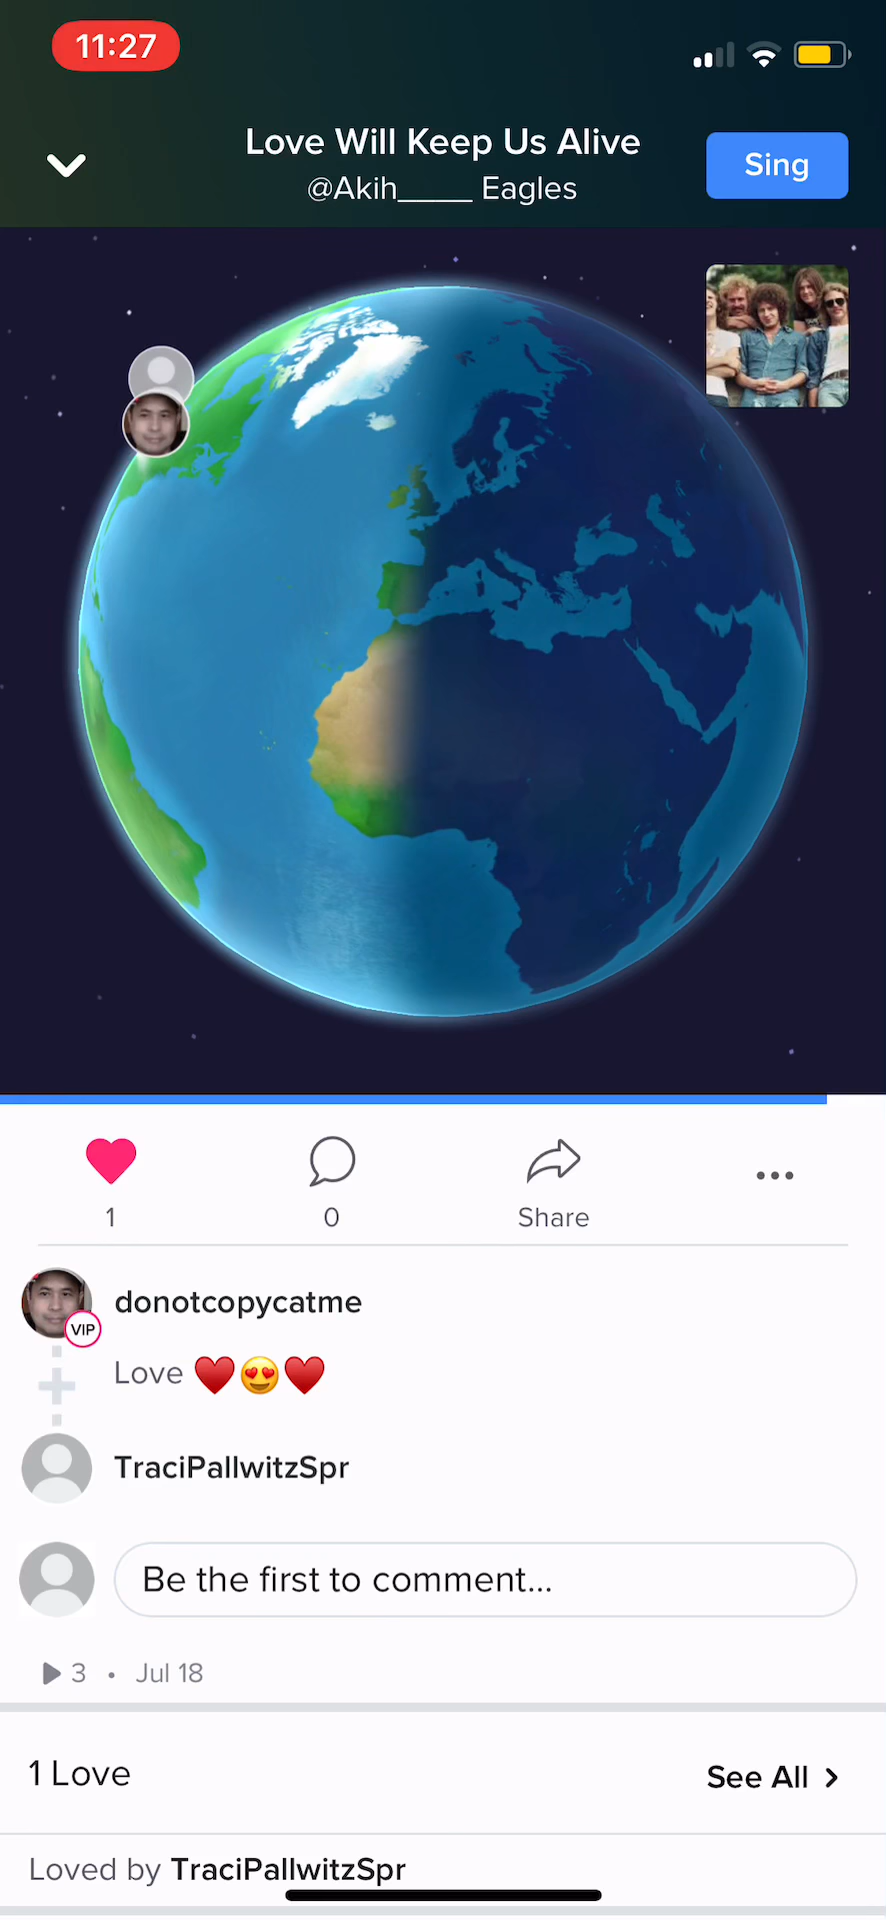 11:27
Love Will Keep Us Alive
@Akih____ Eagles
Sing
1
0
Share
donotcopycatme
VIP
Love ♥️😍♥️
TraciPallwitzSpr
Be the first to comment...
3 • Jul 18
1 Love
See All
Loved by TraciPallwitzSpr